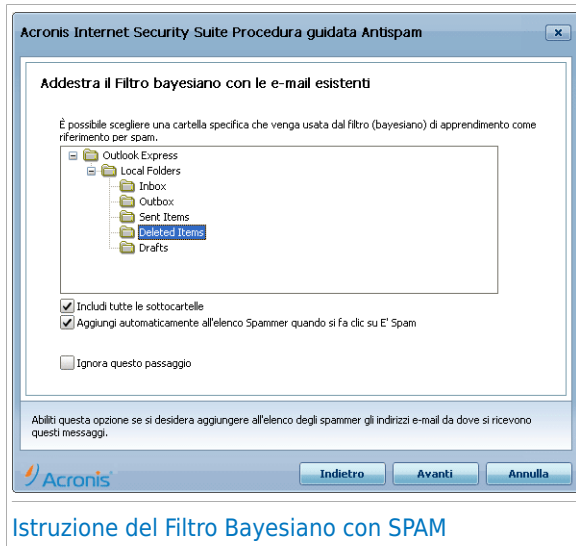 Acronis Internet Security Suite Procedura guidata Antispam
Addestra il Filtro bayesiano con le e-mail esistenti
È possibile scegliere una cartella specifica che venga usata dal filtro (bayesiano) di apprendimento come
riferimento per spam.
Outlook Express
Local Folders
Inbox
Outbox
Sent Items
Deleted Items
Drafts
Includi tutte le sottocartelle
Aggiungi automaticamente all'elenco Spammer quando si fa clic su E' Spam
Ignora questo passaggio
Abiliti questa opzione se si desidera aggiungere all'elenco degli spammer gli indirizzi e-mail da dove si ricevono
questi messaggi.
Acronis Indietro Avanti Annulla
Istruzione del Filtro Bayesiano con SPAM